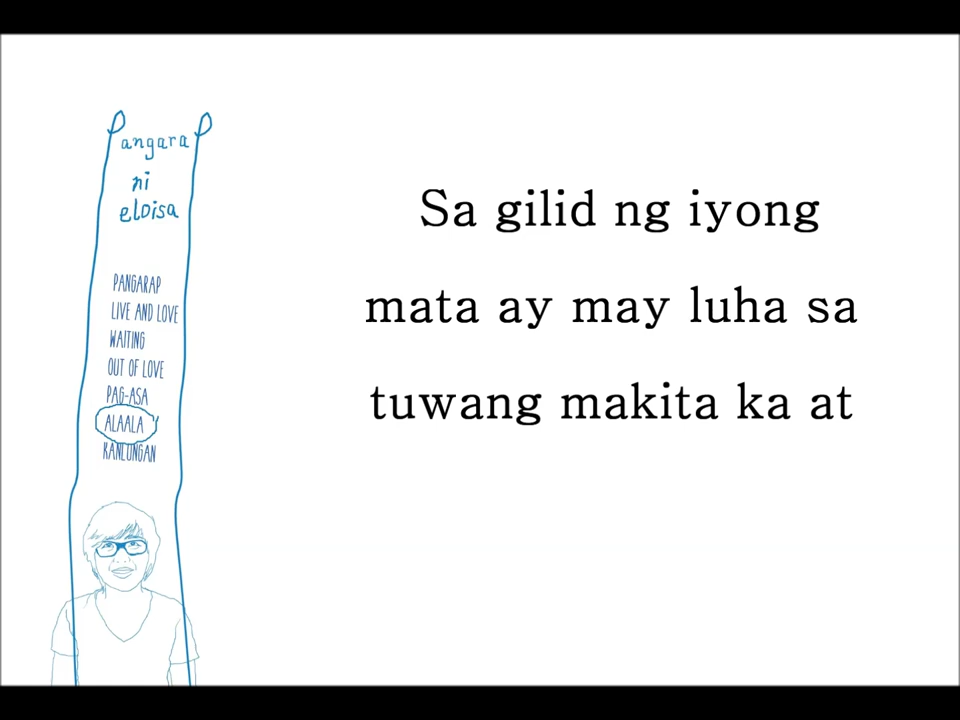 Pangarap
ni
eloisa
PANGARAP
LIVE AND LOVE
WAITING
OUT OF LOVE
PAG-ASA
ALAALA
KANLUNGAN
Sa gilid ng iyong
mata ay may luha sa
tuwang makita ka at